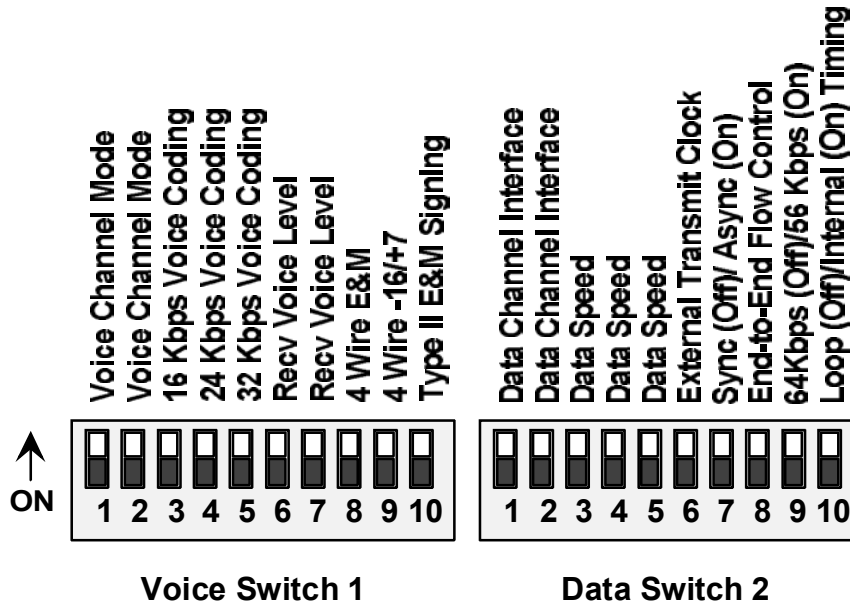 Voice Channel Mode
Voice Channel Mode
16 Kbps Voice Coding
24 Kbps Voice Coding
32 Kbps Voice Coding
Recv Voice Level
Recv Voice Level
4 Wire E&M
4 Wire -16/+7
Type II E&M Signlng
Data Channel Interface
Data Channel Interface
Data Speed
Data Speed
Data Speed
External Transmit Clock
Sync (Off)/ Async (On)
End-to-End Flow Control
64Kbps (Off)/56 Kbps (On)
Loop (Off)/Internal (On) Timing
ON
1 2 3 4 5 6 7 8 9 10
1 2 3 4 5 6 7 8 9 10
Voice Switch 1
Data Switch 2